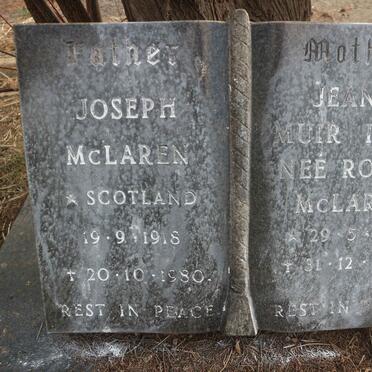 Father
JOSEPH
McLAREN
* SCOTLAND
19·9·1918
† 20·10·1980.
REST IN PEACE
Moth
JEAN
MUIR
NEE RO
McLAR
* 29·5·
† 31·12·
REST IN